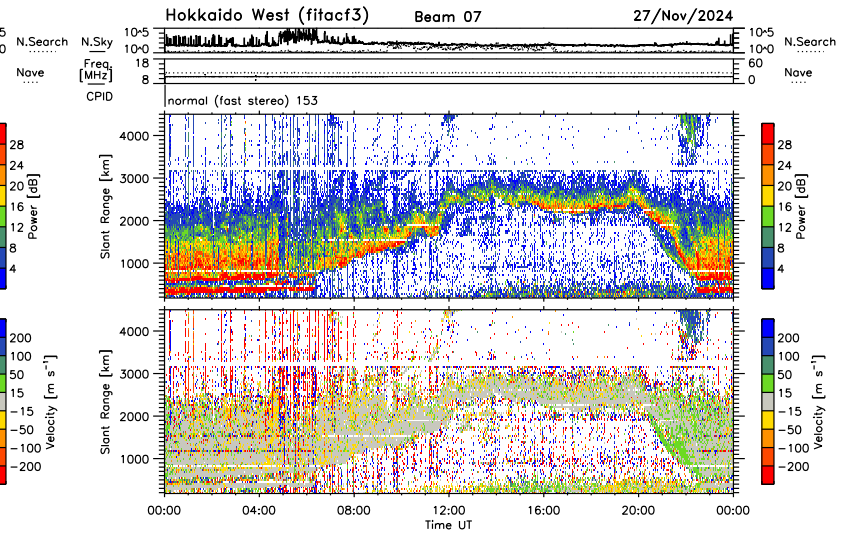 Hokkaido West (fitacf3) Beam 07 27/Nov/2024
5 N.Search N.Sky 10^5 10^5 N.Search
0 10^0 10^0
Nave Freq. 18 60 Nave
[MHz] 8 0
CPID normal (fast stereo) 153
28 24 20 16 12 8 4
Power [dB]
Slant Range [km]
4000
3000
2000
1000
28 24 20 16 12 8 4
Power [dB]
200 100 50 15 −15 −50 −100 −200
Velocity [m s⁻¹]
Slant Range [km]
4000
3000
2000
1000
200 100 50 15 −15 −50 −100 −200
Velocity [m s⁻¹]
00:00 04:00 08:00 12:00 16:00 20:00 00:00
Time UT